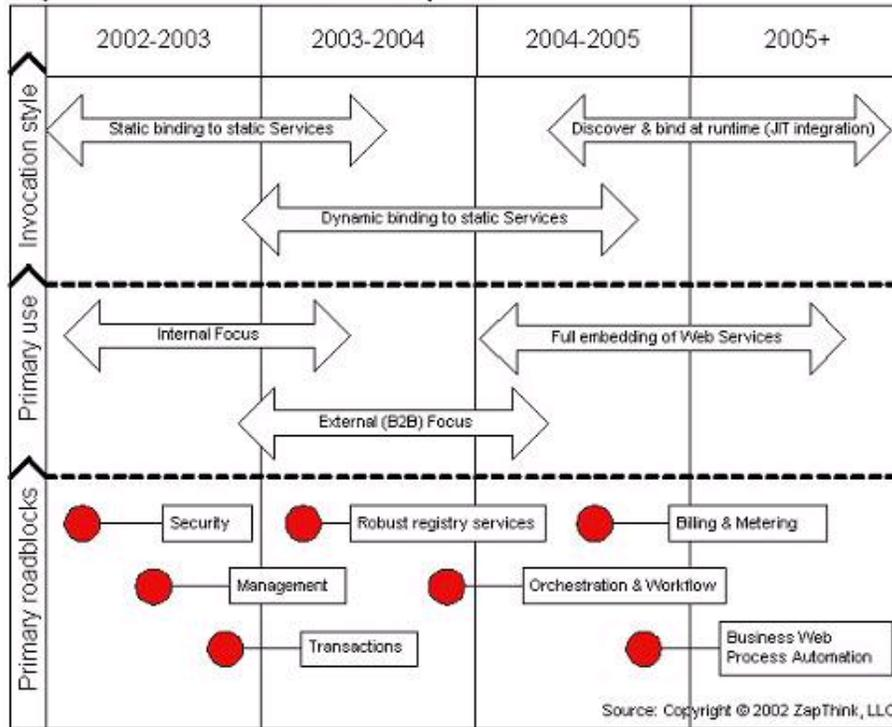 2002-2003
2003-2004
2004-2005
2005+
Invocation style
Static binding to static Services
Discover & bind at runtime (JIT integration)
Dynamic binding to static Services
Primary use
Internal Focus
Full embedding of Web Services
External (B2B) Focus
Primary roadblocks
Security
Robust registry services
Billing & Metering
Management
Orchestration & Workflow
Transactions
Business Web
Process Automation
Source: Copyright © 2002 ZapThink, LLC